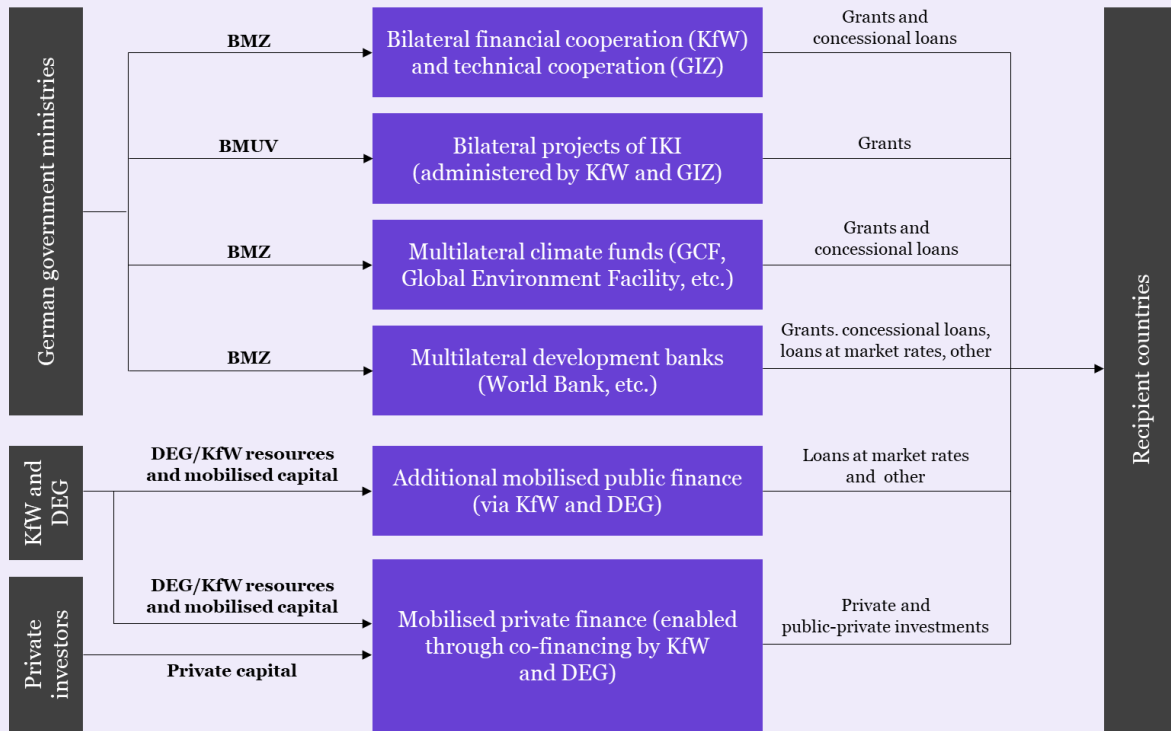 German government ministries
BMZ
Bilateral financial cooperation (KfW)
and technical cooperation (GIZ)
Grants and
concessional loans
BMUV
Bilateral projects of IKI
(administered by KfW and GIZ)
Grants
BMZ
Multilateral climate funds (GCF,
Global Environment Facility, etc.)
Grants and
concessional loans
BMZ
Multilateral development banks
(World Bank, etc.)
Grants. concessional loans,
loans at market rates, other
KfW and
DEG
DEG/KfW resources
and mobilised capital
Additional mobilised public finance
(via KfW and DEG)
Loans at market rates
and other
Private
investors
DEG/KfW resources
and mobilised capital
Private capital
Mobilised private finance (enabled
through co-financing by KfW
and DEG)
Private and
public-private investments
Recipient countries